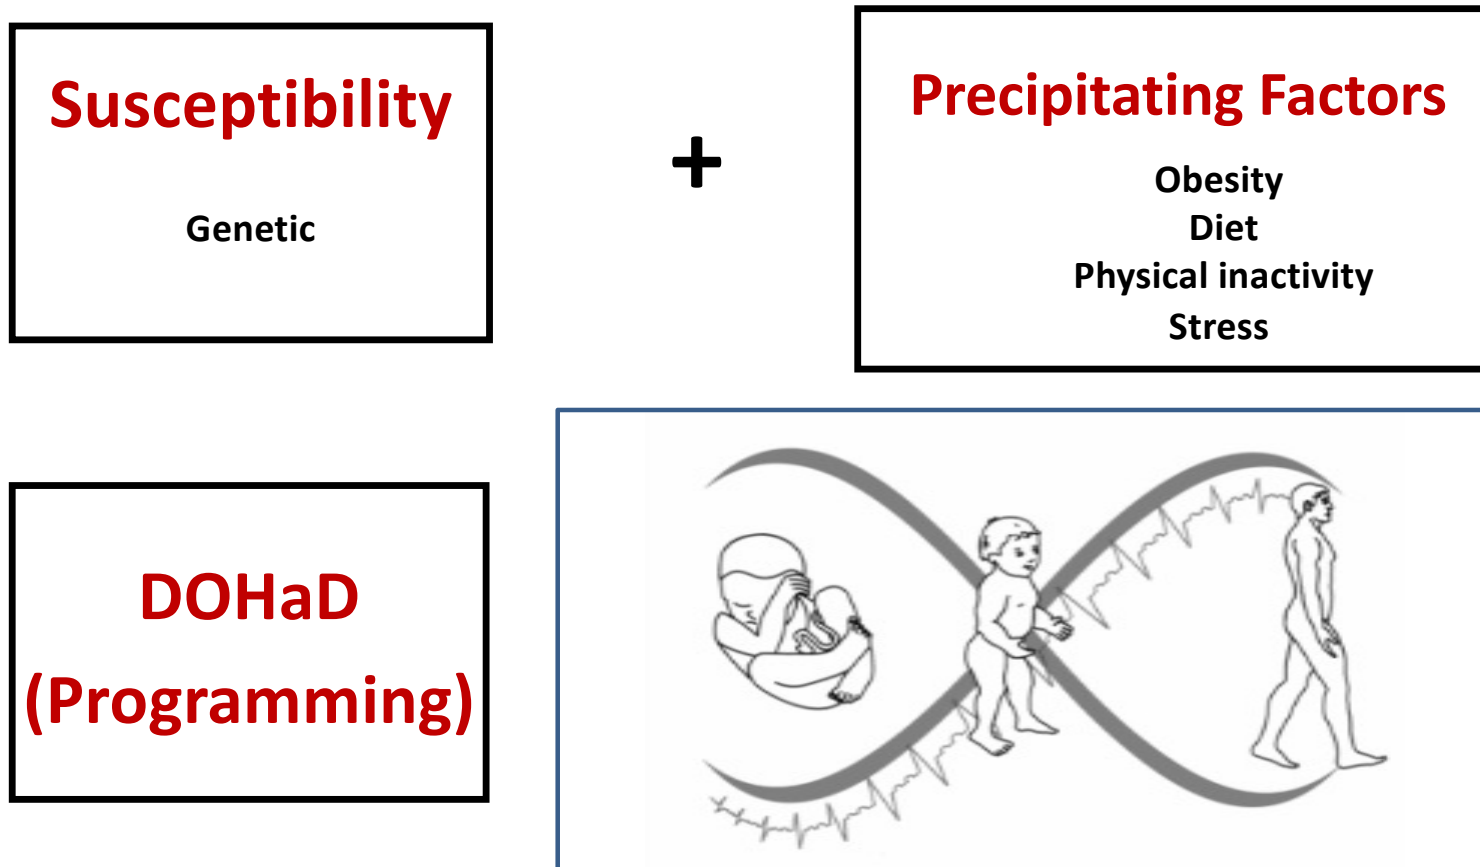 Susceptibility
Genetic
+
Precipitating Factors
Obesity
Diet
Physical inactivity
Stress
DOHaD
(Programming)